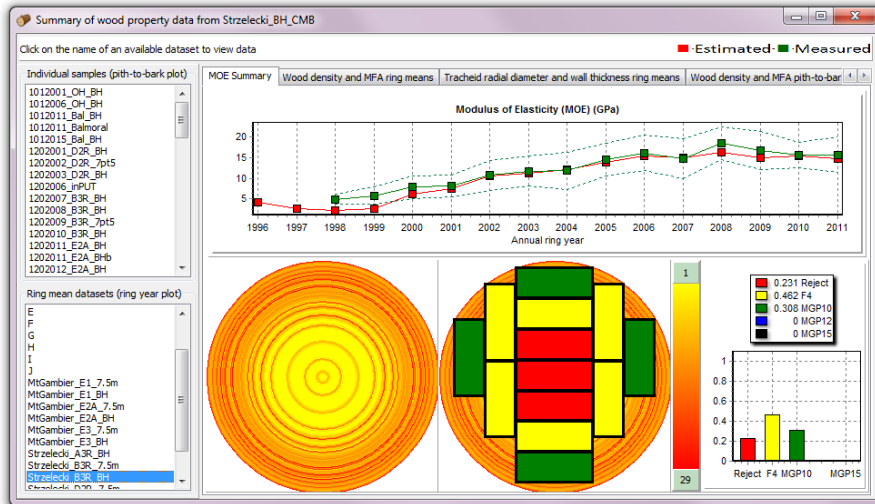 Summary of wood property data from Strzelecki_BH_CMB
Click on the name of an available dataset to view data
Estimated
Measured
Individual samples (pith-to-bark plot)
1012001_OH_BH
1012006_OH_BH
1012011_Bal_BH
1012011_Balmoral
1012015_Bal_BH
1202001_D2R_BH
1202002_D2R_7pt5
1202003_D2R_BH
1202006_inPUT
1202007_B3R_BH
1202008_B3R_BH
1202009_B3R_7pt5
1202010_B3R_BH
1202011_E2A_BH
1202011_E2A_BHb
1202012_E2A_BH
Ring mean datasets (ring year plot)
E
F
G
H
I
J
MtGambier_E1_7.5m
MtGambier_E1_BH
MtGambier_E2A_7.5m
MtGambier_E2A_BH
MtGambier_E3_7.5m
MtGambier_E3_BH
Strzelecki_A3R_BH
Strzelecki_B3R_7.5m
Strzelecki_B3R_BH
Strzelecki_D2R_7.5m
MOE Summary
Wood density and MFA ring means
Tracheid radial diameter and wall thickness ring means
Wood density and MFA pith-to-bar
Modulus of Elasticity (MOE) (GPa)
20
15
10
5
1996 1997 1998 1999 2000 2001 2002 2003 2004 2005 2006 2007 2008 2009 2010 2011
Annual ring year
1
29
0.231 Reject
0.462 F4
0.308 MGP10
0 MGP12
0 MGP15
1
0.8
0.6
0.4
0.2
0
Reject F4 MGP10 MGP15